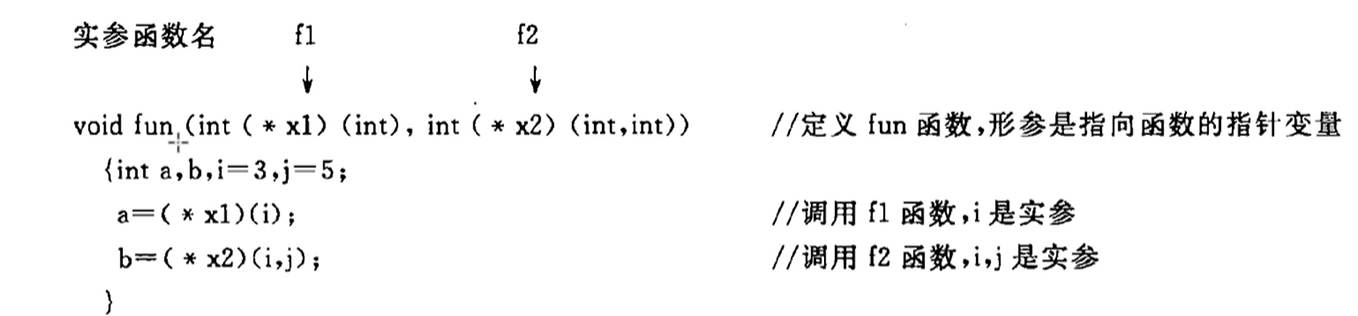 实参函数名 f1 f2
↓ ↓
void fun (int ( * x1) (int), int ( * x2) (int,int)) //定义 fun 函数,形参是指向函数的指针变量
{int a,b,i=3,j=5;
a=( * x1)(i); //调用 f1 函数,i 是实参
b=( * x2)(i,j); //调用 f2 函数,i,j 是实参
}